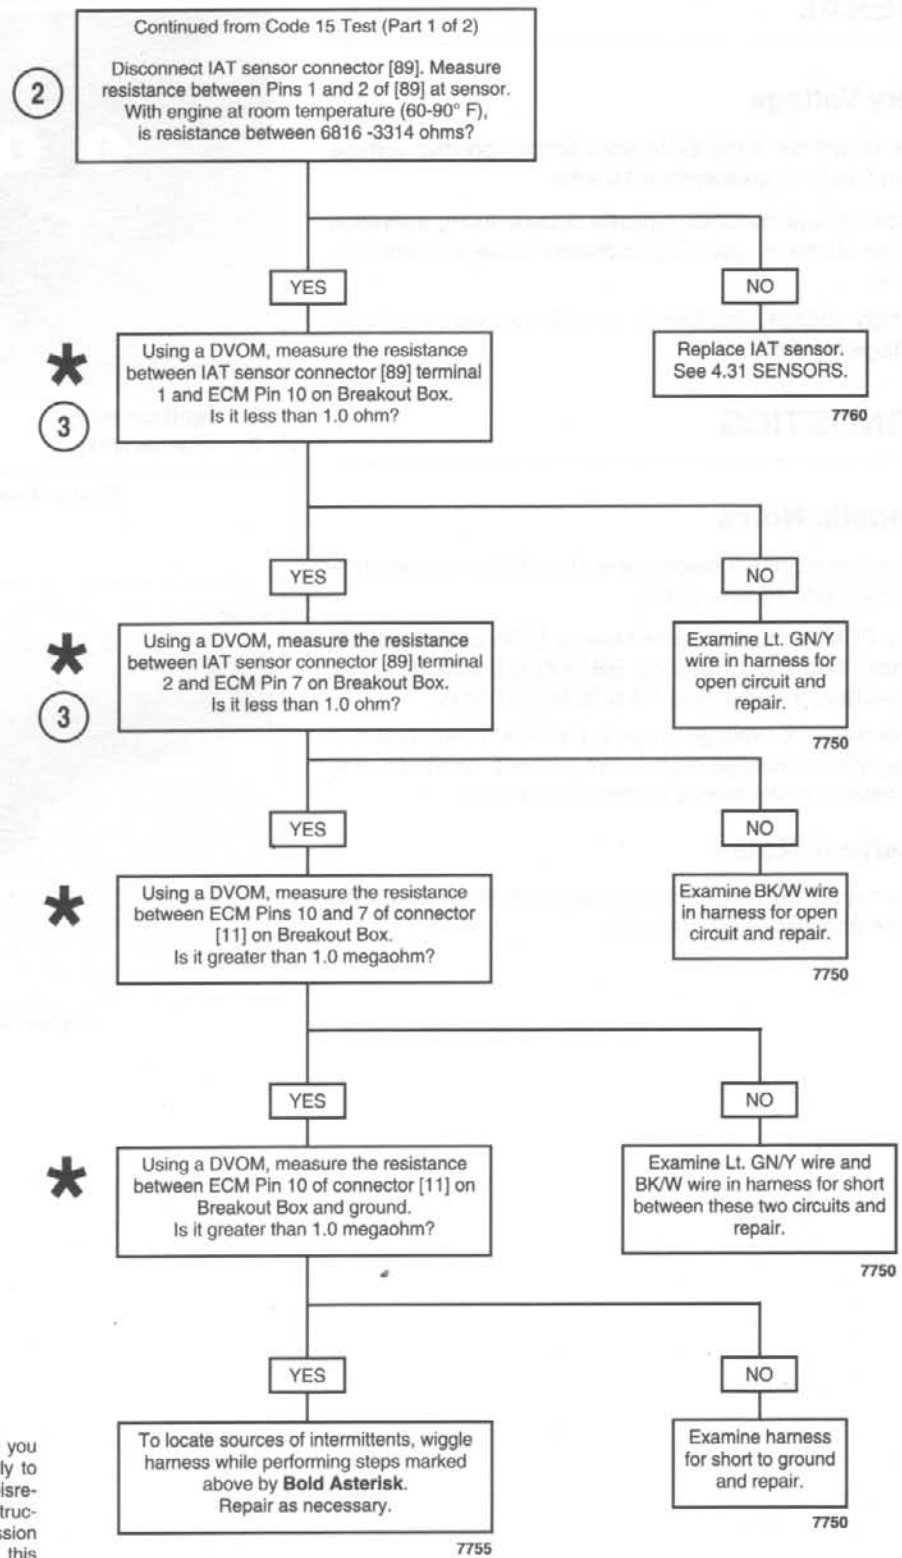 Continued from Code 15 Test (Part 1 of 2)
Disconnect IAT sensor connector [89]. Measure
resistance between Pins 1 and 2 of [89] at sensor.
With engine at room temperature (60-90° F),
is resistance between 6816 -3314 ohms?
2
YES
NO
Using a DVOM, measure the resistance
between IAT sensor connector [89] terminal
1 and ECM Pin 10 on Breakout Box.
Is it less than 1.0 ohm?
*
3
Replace IAT sensor.
See 4.31 SENSORS.
7760
YES
NO
Using a DVOM, measure the resistance
between IAT sensor connector [89] terminal
2 and ECM Pin 7 on Breakout Box.
Is it less than 1.0 ohm?
*
3
Examine Lt. GN/Y
wire in harness for
open circuit and
repair.
7750
YES
NO
Using a DVOM, measure the resistance
between ECM Pins 10 and 7 of connector
[11] on Breakout Box.
Is it greater than 1.0 megaohm?
*
Examine BK/W wire
in harness for open
circuit and repair.
7750
YES
NO
Using a DVOM, measure the resistance
between ECM Pin 10 of connector [11] on
Breakout Box and ground.
Is it greater than 1.0 megaohm?
*
Examine Lt. GN/Y wire and
BK/W wire in harness for short
between these two circuits and
repair.
7750
YES
NO
To locate sources of intermittents, wiggle
harness while performing steps marked
above by Bold Asterisk.
Repair as necessary.
7755
Examine harness
for short to ground
and repair.
7750
you
ly to
isre-
truc-
ssion
this